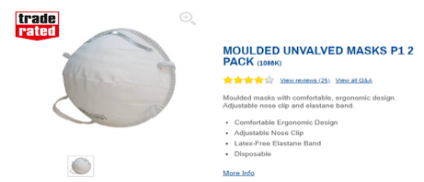 trade
rated
MOULDED UNVALVED MASKS P1 2
PACK (1088K)
View reviews (25) View all Q&A
Moulded masks with comfortable, ergonomic design.
Adjustable nose clip and elastane band.
Comfortable Ergonomic Design
Adjustable Nose Clip
Latex-Free Elastane Band
Disposable
More Info